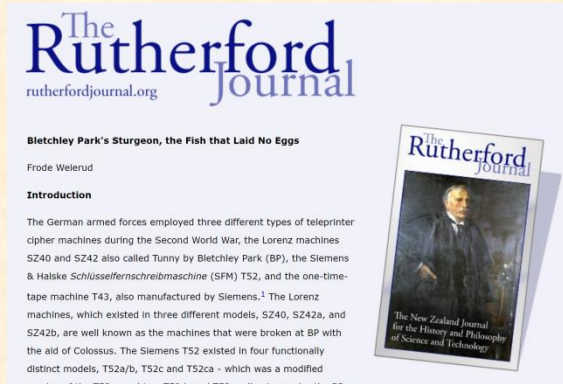 The
Rutherford
Journal
rutherfordjournal.org
Bletchley Park's Sturgeon, the Fish that Laid No Eggs
Frode Weierud
Introduction
The German armed forces employed three different types of teleprinter
cipher machines during the Second World War, the Lorenz machines
SZ40 and SZ42 also called Tunny by Bletchley Park (BP), the Siemens
& Halske Schlüsselfernschreibmaschine (SFM) T52, and the one-time-
tape machine T43, also manufactured by Siemens.1 The Lorenz
machines, which existed in three different models, SZ40, SZ42a, and
SZ42b, are well known as the machines that were broken at BP with
the aid of Colossus. The Siemens T52 existed in four functionally
distinct models, T52a/b, T52c and T52ca - which was a modified
The
Rutherford
Journal
The New Zealand Journal
for the History and Philosophy
of Science and Technology